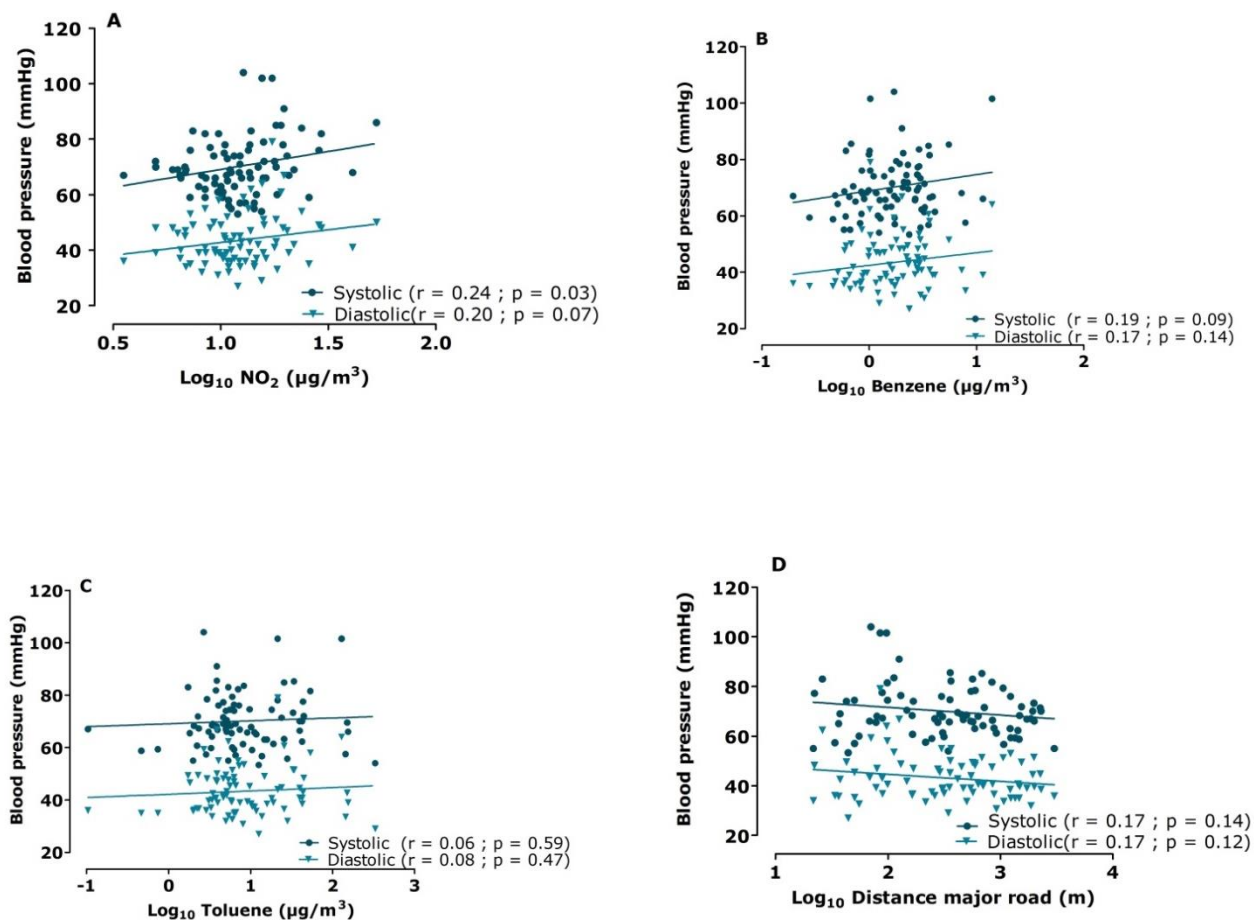 A
120
100
80
60
40
20
Blood pressure (mmHg)
Systolic (r = 0.24 ; p = 0.03)
Diastolic(r = 0.20 ; p = 0.07)
0.5 1.0 1.5 2.0
Log₁₀ NO₂ (µg/m³)
B
120
100
80
60
40
20
Blood pressure (mmHg)
Systolic (r = 0.19 ; p = 0.09)
Diastolic (r = 0.17 ; p = 0.14)
-1 0 1 2
Log₁₀ Benzene (µg/m³)
C
120
100
80
60
40
20
Blood pressure (mmHg)
Systolic (r = 0.06 ; p = 0.59)
Diastolic (r = 0.08 ; p = 0.47)
-1 0 1 2 3
Log₁₀ Toluene (µg/m³)
D
120
100
80
60
40
20
Blood pressure (mmHg)
Systolic (r = 0.17 ; p = 0.14)
Diastolic(r = 0.17 ; p = 0.12)
1 2 3 4
Log₁₀ Distance major road (m)